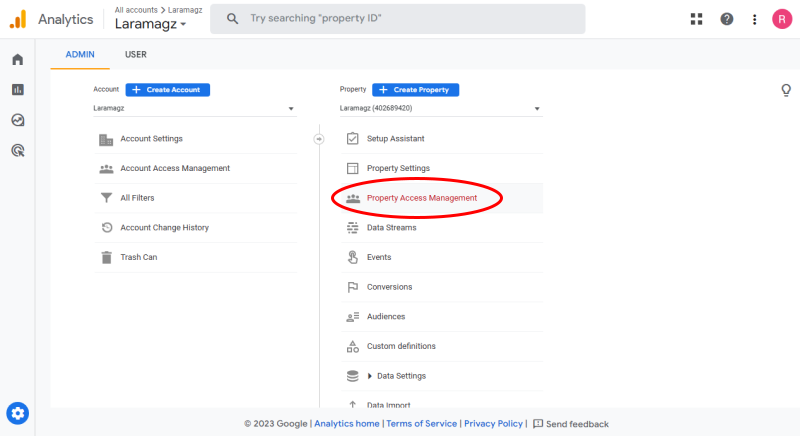 Analytics
All accounts > Laramagz
Laramagz
Try searching "property ID"
R
ADMIN
USER
Account
Create Account
Laramagz
Account Settings
Account Access Management
All Filters
Account Change History
Trash Can
Property
Create Property
Laramagz (402689420)
Setup Assistant
Property Settings
Property Access Management
Data Streams
Events
Conversions
Audiences
Custom definitions
Data Settings
Data Import
© 2023 Google | Analytics home | Terms of Service | Privacy Policy | Send feedback